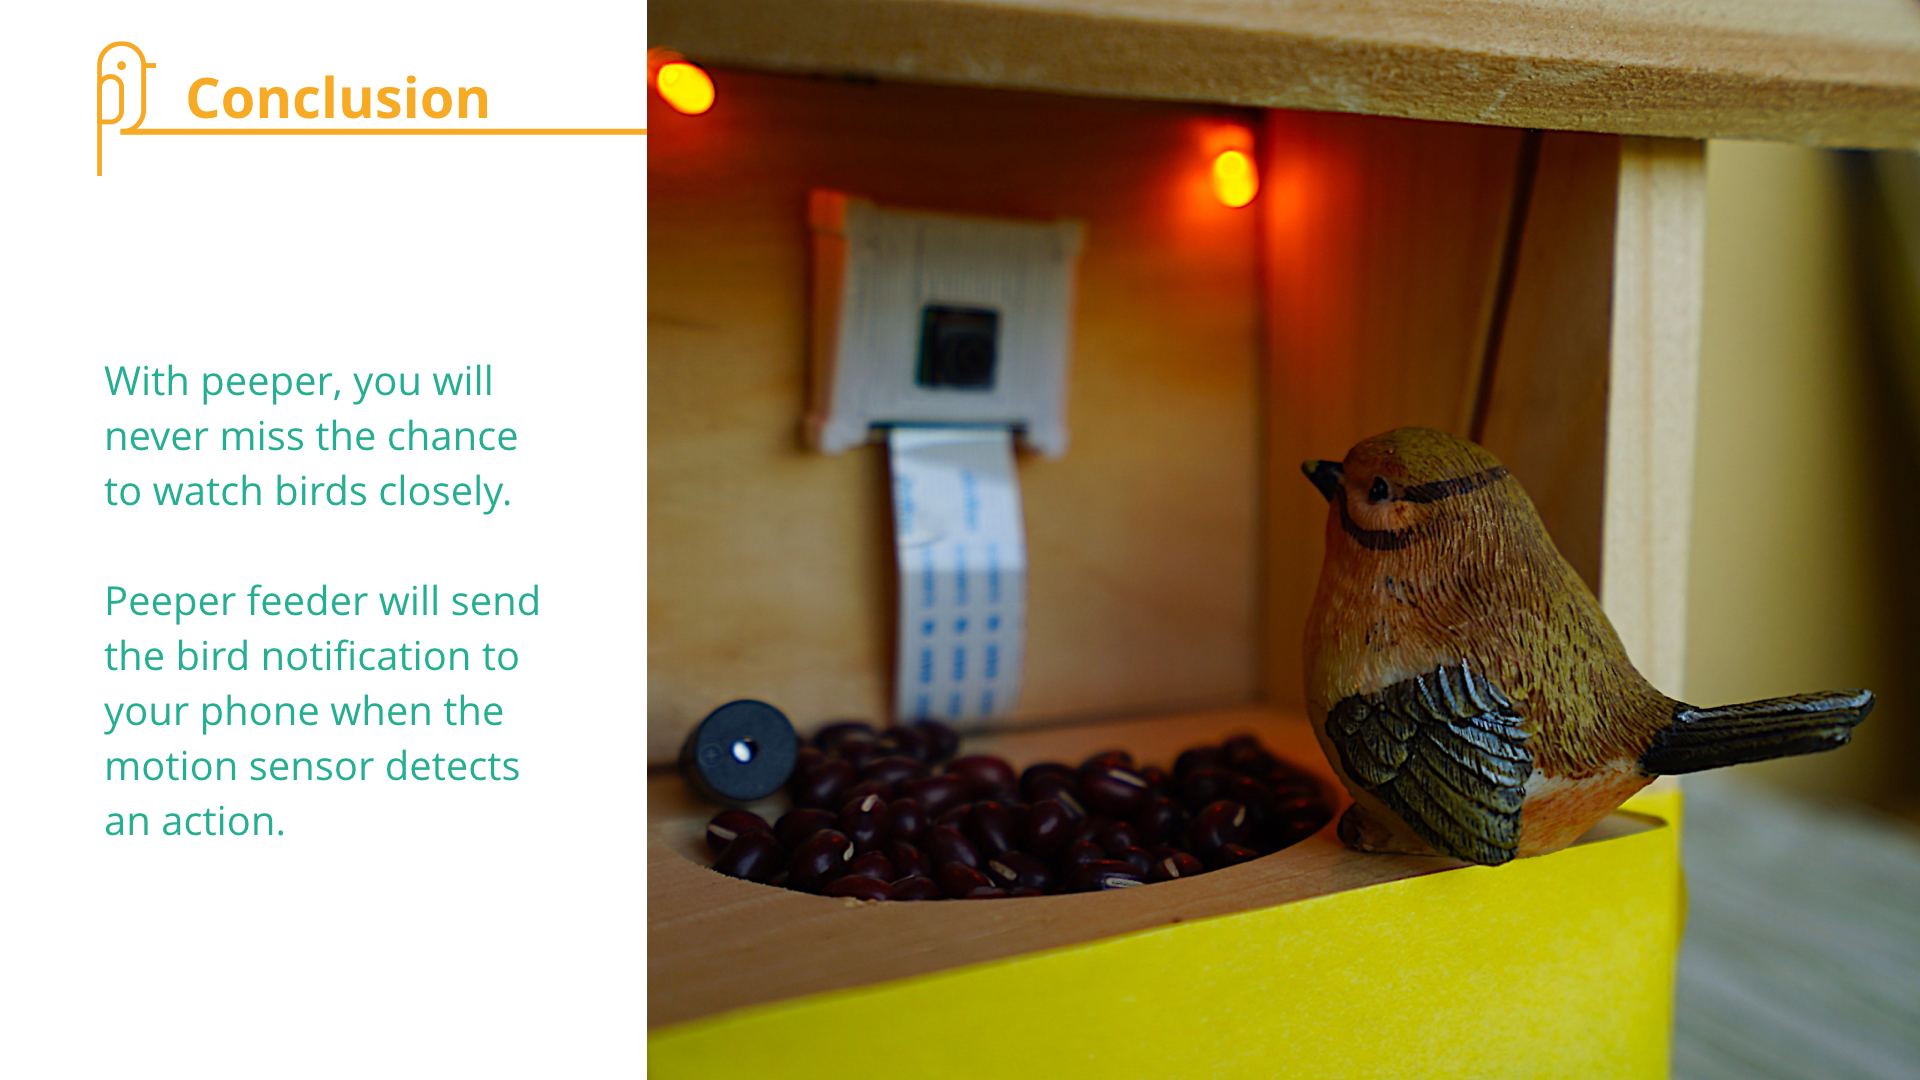 Conclusion
With peeper, you will
never miss the chance
to watch birds closely.
Peeper feeder will send
the bird notification to
your phone when the
motion sensor detects
an action.